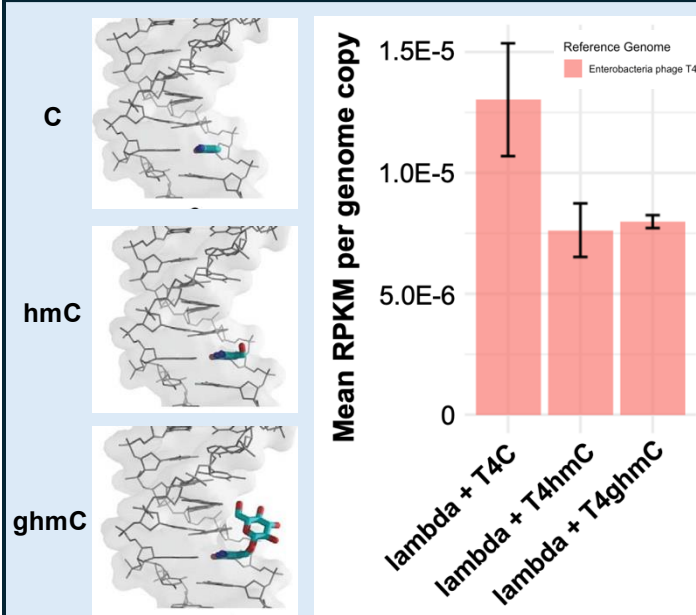 C
hmC
ghmC
Mean RPKM per genome copy
1.5E-5
1.0E-5
5.0E-6
0
Reference Genome
Enterobacteria phage T4
lambda + T4C
lambda + T4hmC
lambda + T4ghmC